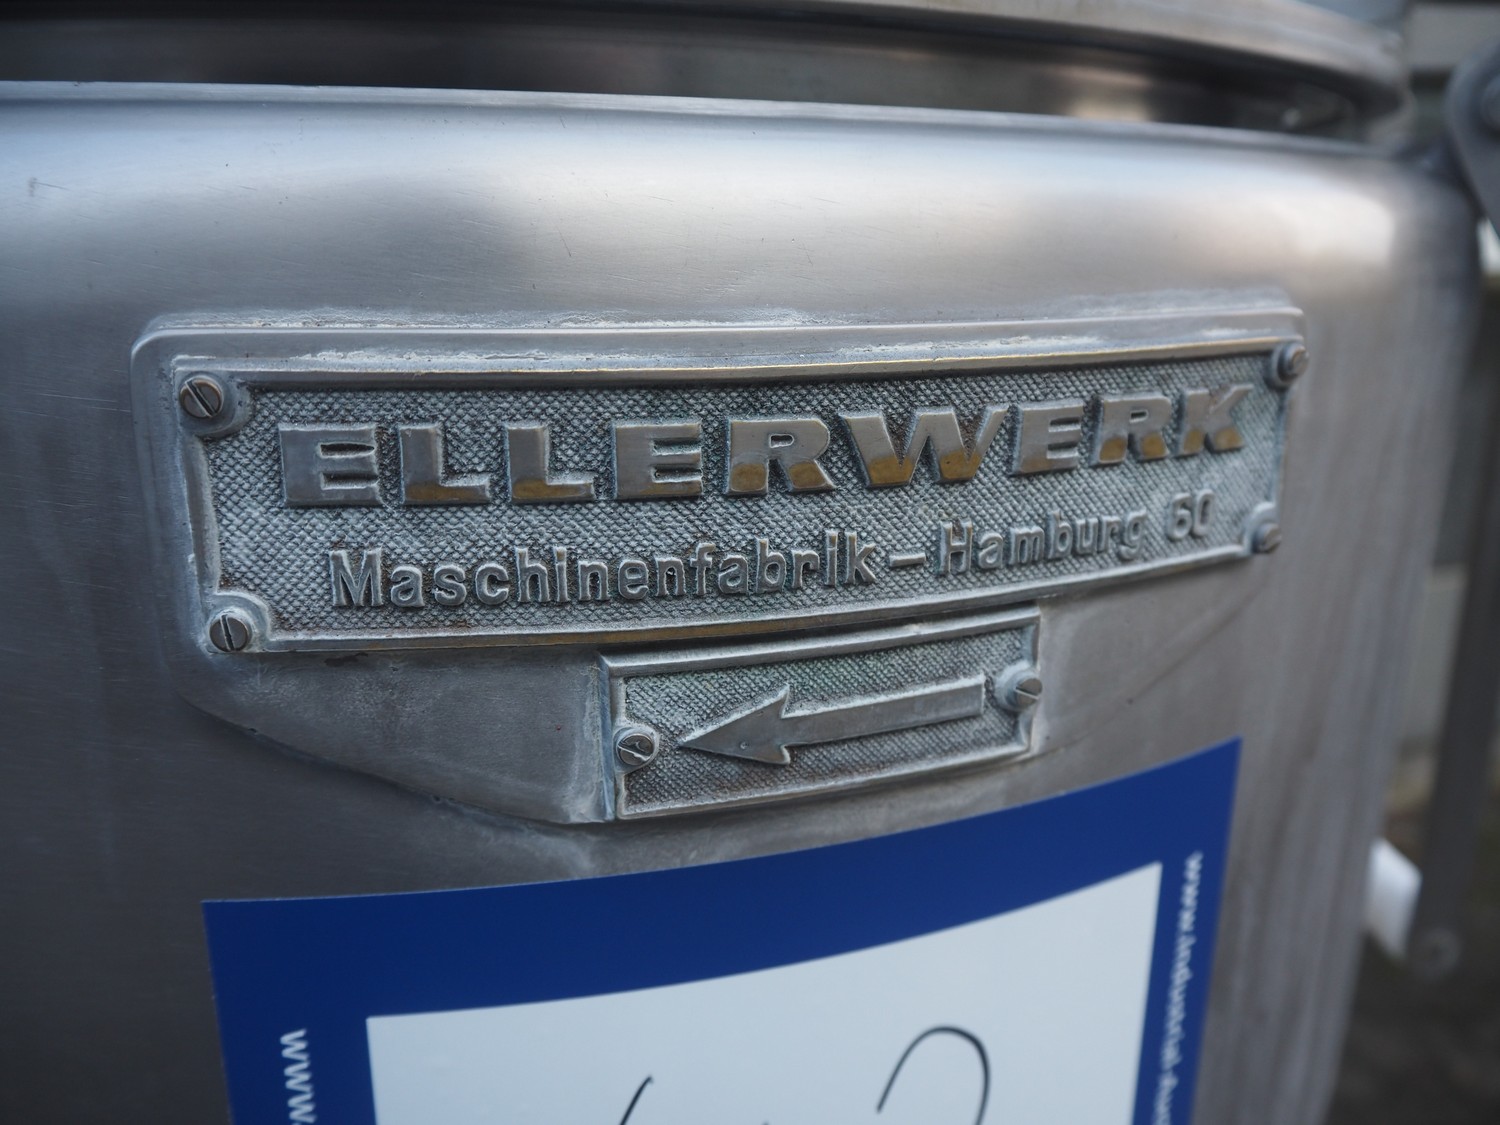 ELLERWERK
Maschinenfabrik – Hamburg 60